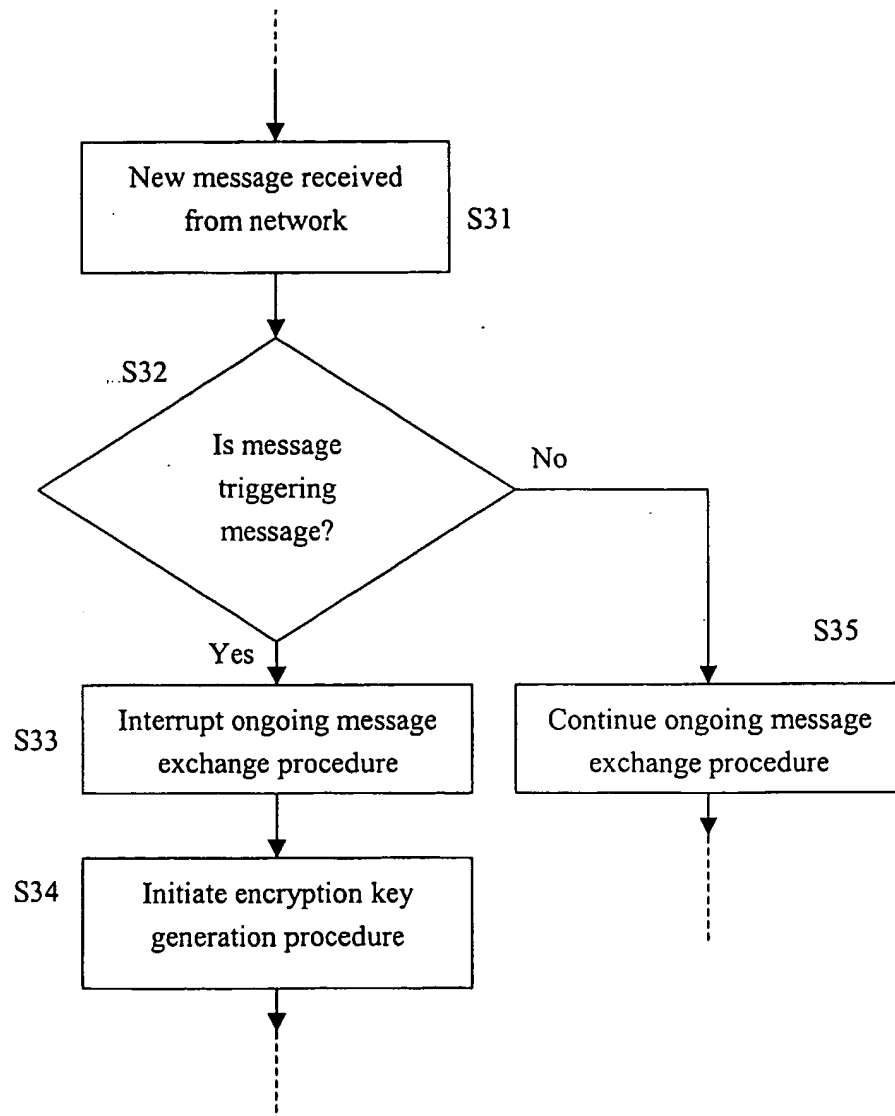 New message received
from network
S31
S32
Is message
triggering
message?
No
Yes
S35
S33
Interrupt ongoing message
exchange procedure
Continue ongoing message
exchange procedure
S34
Initiate encryption key
generation procedure